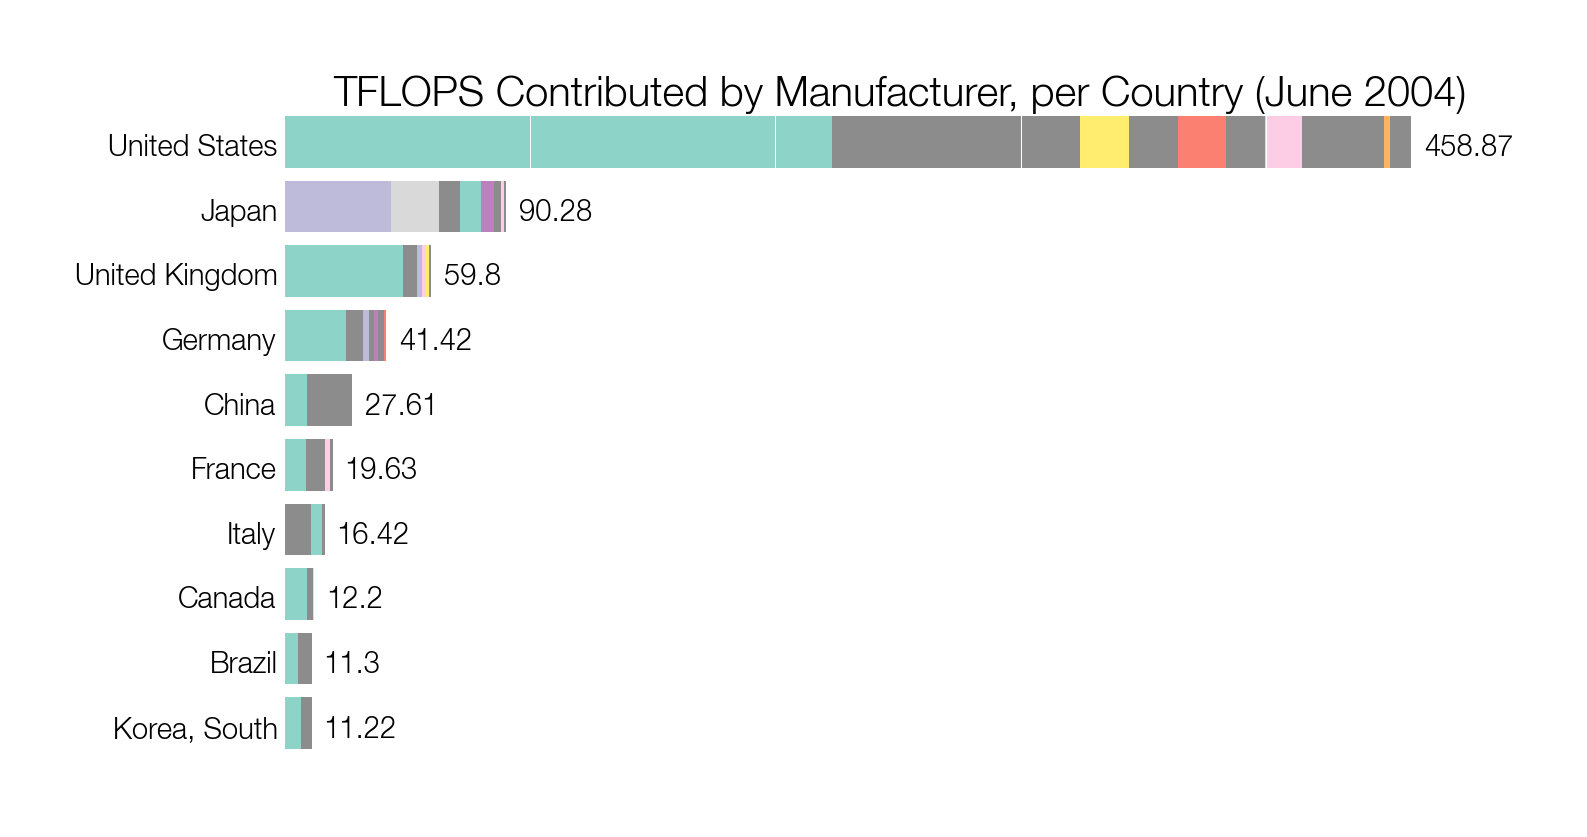 TFLOPS Contributed by Manufacturer, per Country (June 2004)
United States 458.87
Japan 90.28
United Kingdom 59.8
Germany 41.42
China 27.61
France 19.63
Italy 16.42
Canada 12.2
Brazil 11.3
Korea, South 11.22